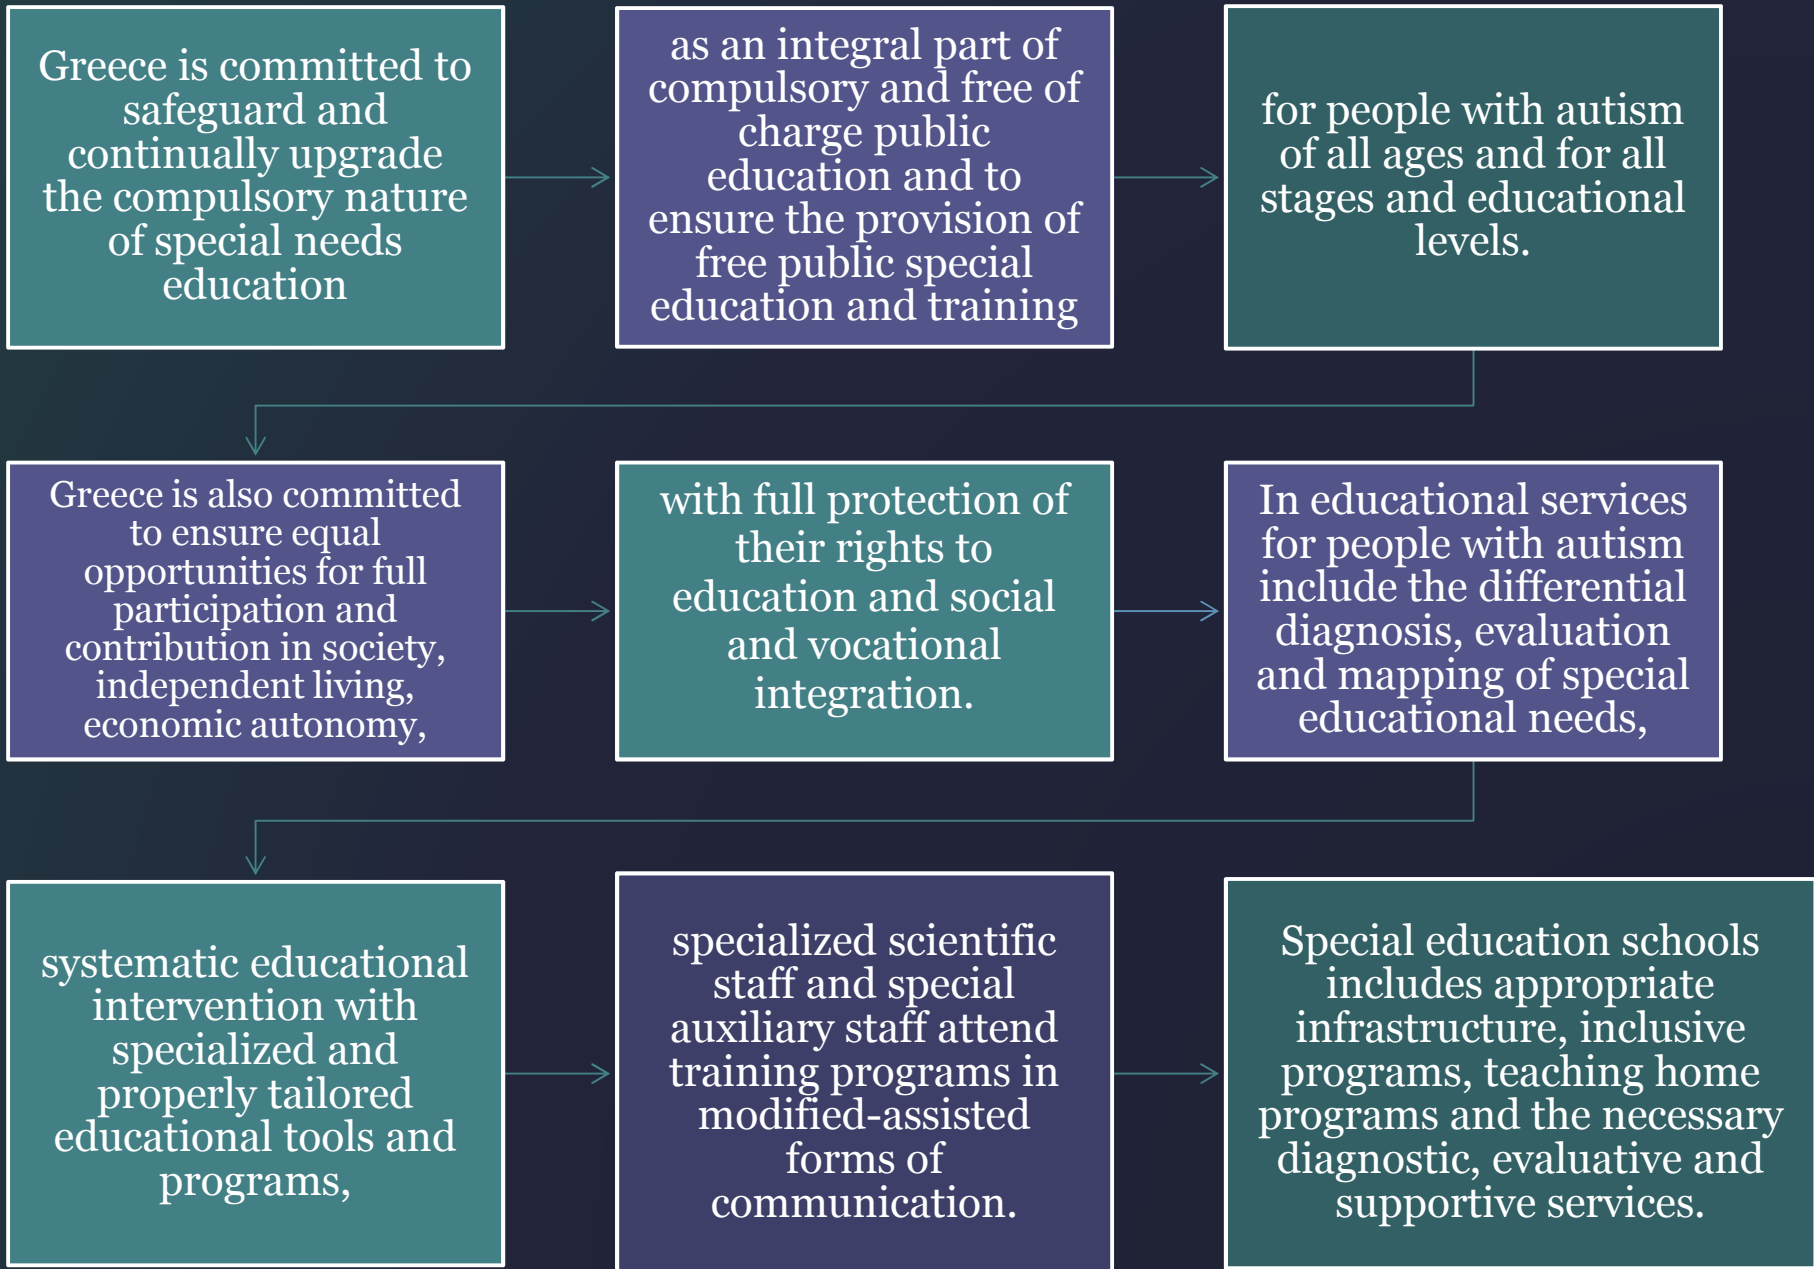 Greece is committed to
safeguard and
continually upgrade
the compulsory nature
of special needs
education
as an integral part of
compulsory and free of
charge public
education and to
ensure the provision of
free public special
education and training
for people with autism
of all ages and for all
stages and educational
levels.
Greece is also committed
to ensure equal
opportunities for full
participation and
contribution in society,
independent living,
economic autonomy,
with full protection of
their rights to
education and social
and vocational
integration.
In educational services
for people with autism
include the differential
diagnosis, evaluation
and mapping of special
educational needs,
systematic educational
intervention with
specialized and
properly tailored
educational tools and
programs,
specialized scientific
staff and special
auxiliary staff attend
training programs in
modified-assisted
forms of
communication.
Special education schools
includes appropriate
infrastructure, inclusive
programs, teaching home
programs and the necessary
diagnostic, evaluative and
supportive services.